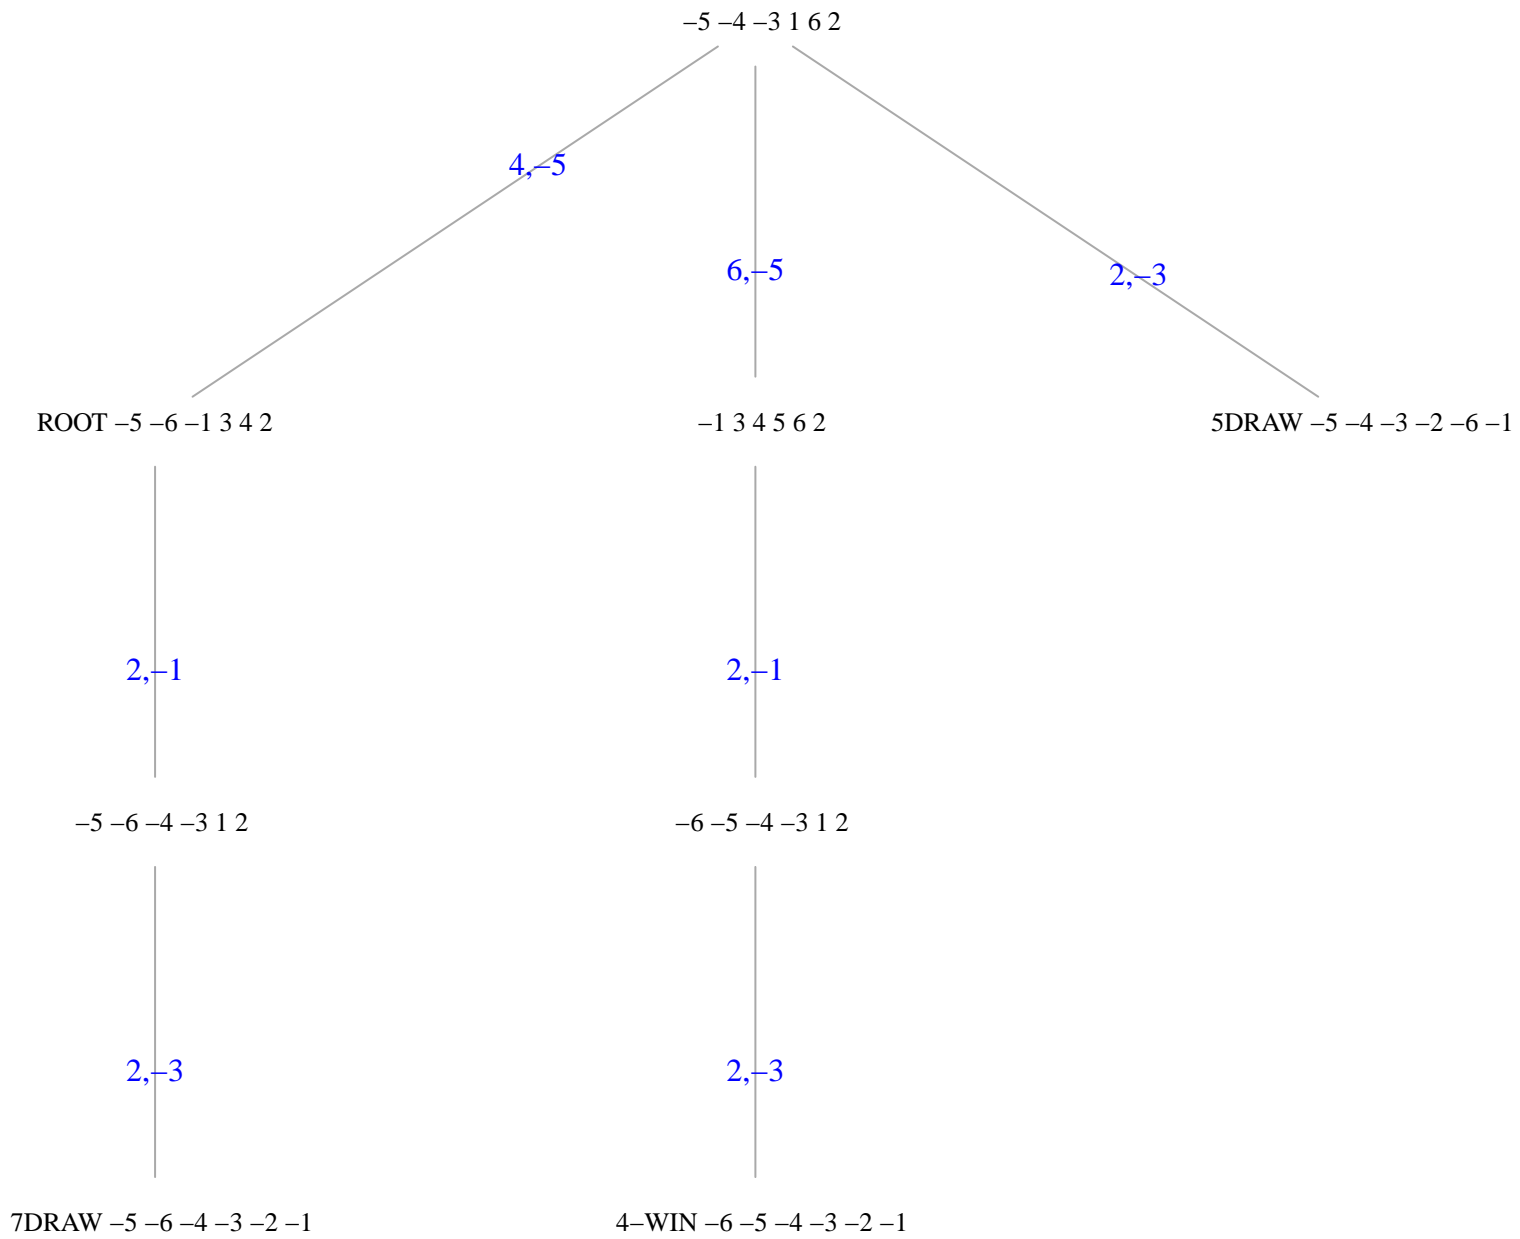 –5 –4 –3 1 6 2
4,–5
6,–5
2,–3
ROOT –5 –6 –1 3 4 2
–1 3 4 5 6 2
5DRAW –5 –4 –3 –2 –6 –1
2,–1
2,–1
–5 –6 –4 –3 1 2
–6 –5 –4 –3 1 2
2,–3
2,–3
7DRAW –5 –6 –4 –3 –2 –1
4–WIN –6 –5 –4 –3 –2 –1